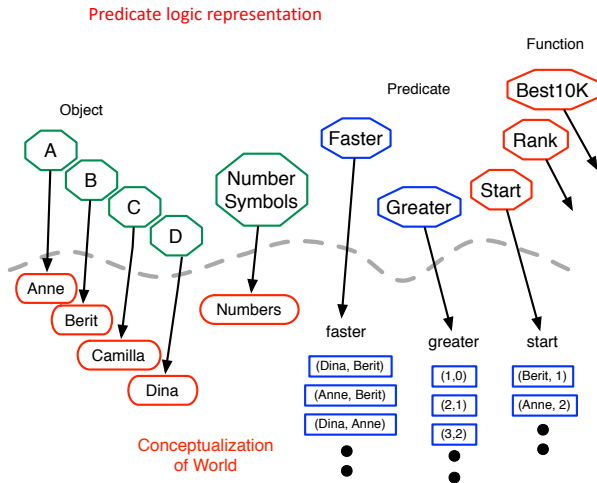 Predicate logic representation
Function
Object
Predicate
Best10K
A
Faster
Rank
B
Number
Symbols
C
Start
Greater
D
Anne
Berit
Numbers
Camilla
faster
greater
start
Dina
(Dina, Berit)
(1,0)
(Berit, 1)
(Anne, Berit)
(2,1)
(Anne, 2)
(Dina, Anne)
(3,2)
Conceptualization
of World